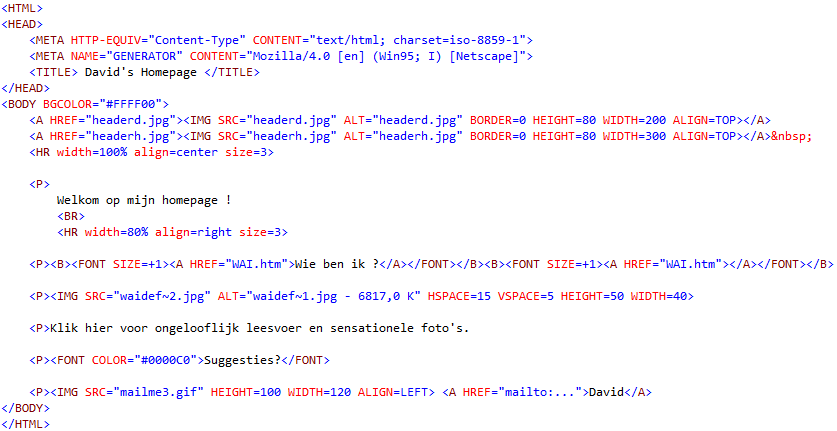 <HTML>
<HEAD>
<META HTTP-EQUIV="Content-Type" CONTENT="text/html; charset=iso-8859-1">
<META NAME="GENERATOR" CONTENT="Mozilla/4.0 [en] (Win95; I) [Netscape]">
<TITLE> David's Homepage </TITLE>
</HEAD>
<BODY BGCOLOR="#FFFF00">
<A HREF="headerd.jpg"><IMG SRC="headerd.jpg" ALT="headerd.jpg" BORDER=0 HEIGHT=80 WIDTH=200 ALIGN=TOP></A>
<A HREF="headerh.jpg"><IMG SRC="headerh.jpg" ALT="headerh.jpg" BORDER=0 HEIGHT=80 WIDTH=300 ALIGN=TOP></A>&nbsp;
<HR width=100% align=center size=3>
<P>
Welkom op mijn homepage !
<BR>
<HR width=80% align=right size=3>
<P><B><FONT SIZE=+1><A HREF="WAI.htm">Wie ben ik ?</A></FONT></B><B><FONT SIZE=+1><A HREF="WAI.htm"></A></FONT></B>
<P><IMG SRC="waidef~2.jpg" ALT="waidef~1.jpg - 6817,0 K" HSPACE=15 VSPACE=5 HEIGHT=50 WIDTH=40>
<P>Klik hier voor ongelooflijk leesvoer en sensationele foto's.
<P><FONT COLOR="#0000C0">Suggesties?</FONT>
<P><IMG SRC="mailme3.gif" HEIGHT=100 WIDTH=120 ALIGN=LEFT> <A HREF="mailto:...">David</A>
</BODY>
</HTML>